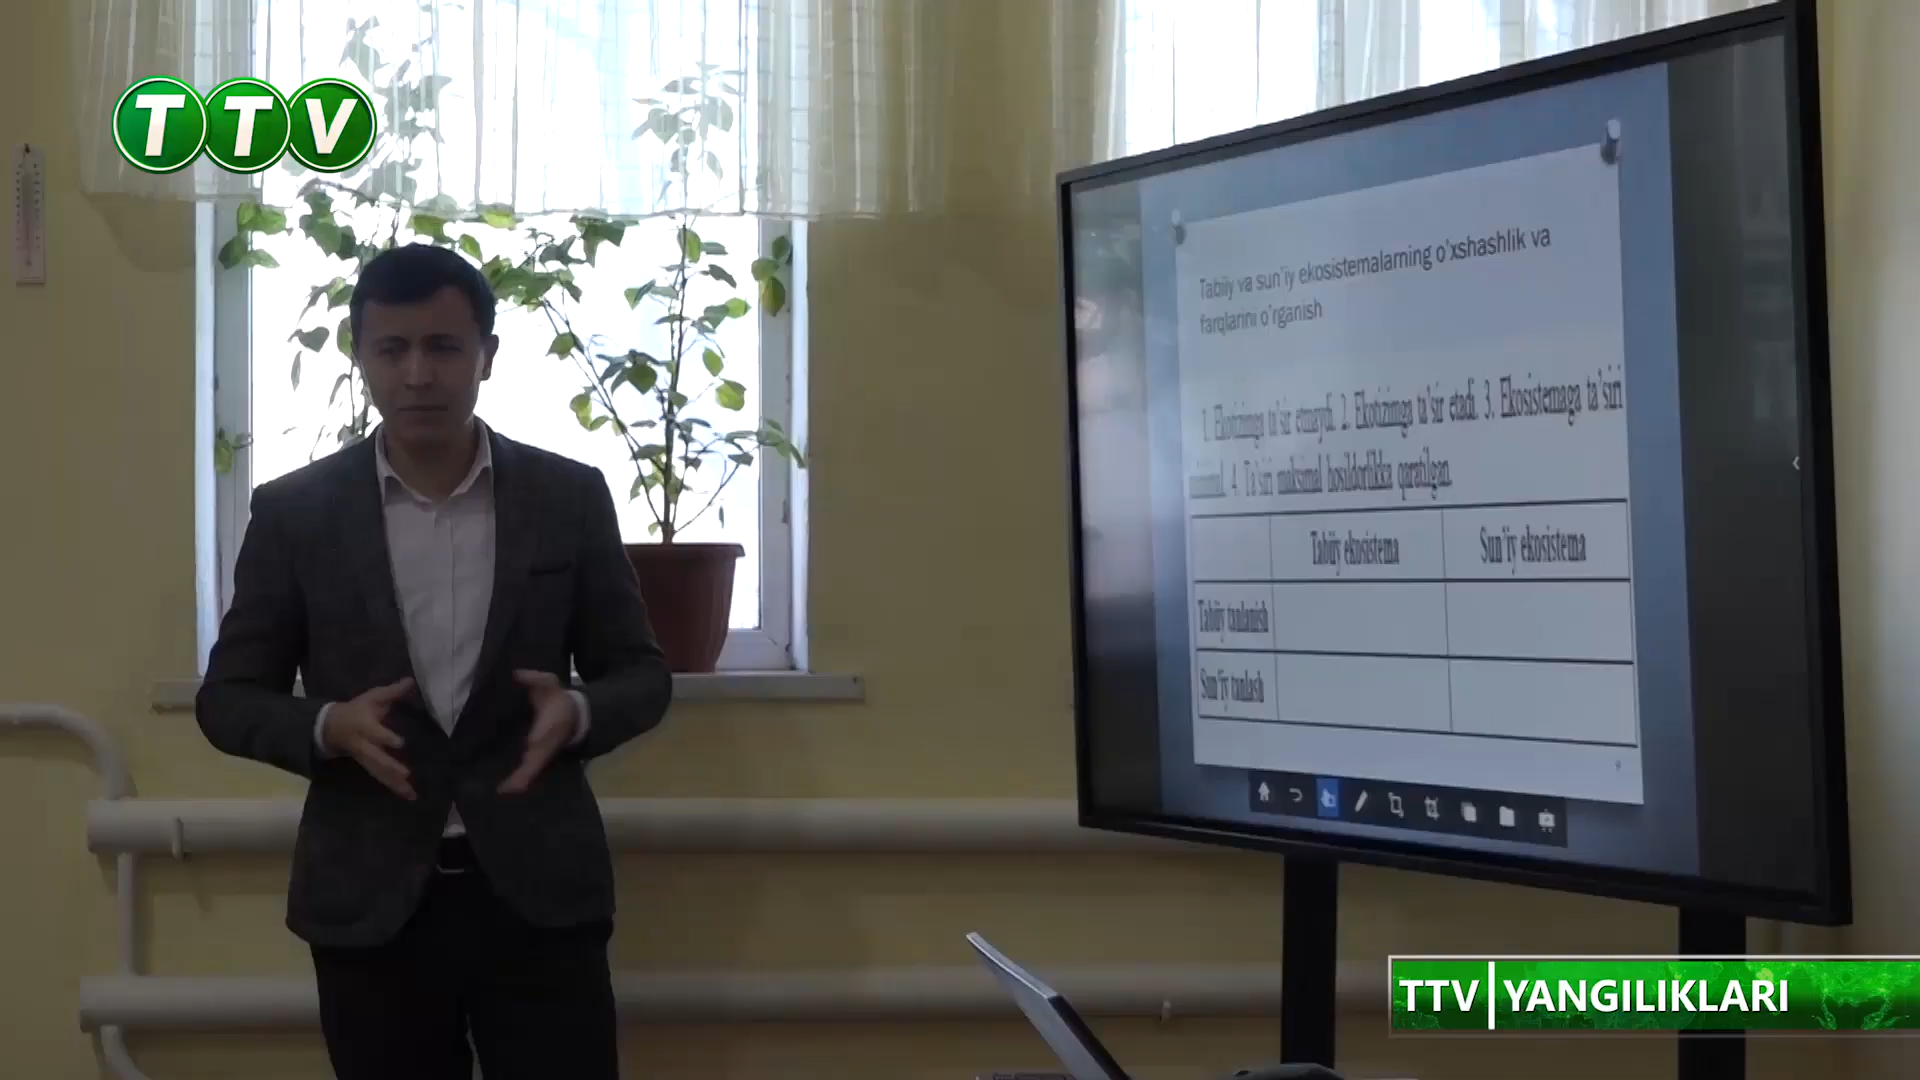 TTV
Tabiiy va sun'iy ekosistemalarning o'xshashlik va
farqlarini o'rganish
1. Ekotizimga ta'sir etmaydi. 2. Ekotizimga ta'sir etadi. 3. Ekosistemaga ta'siri
minimal. 4. Ta'siri maksimal hosildorlikka qaratilgan.
Tabiiy ekosistema Sun'iy ekosistema
Tabiiy tanlanish
Sun'iy tanlash
9
TTV YANGILIKLARI